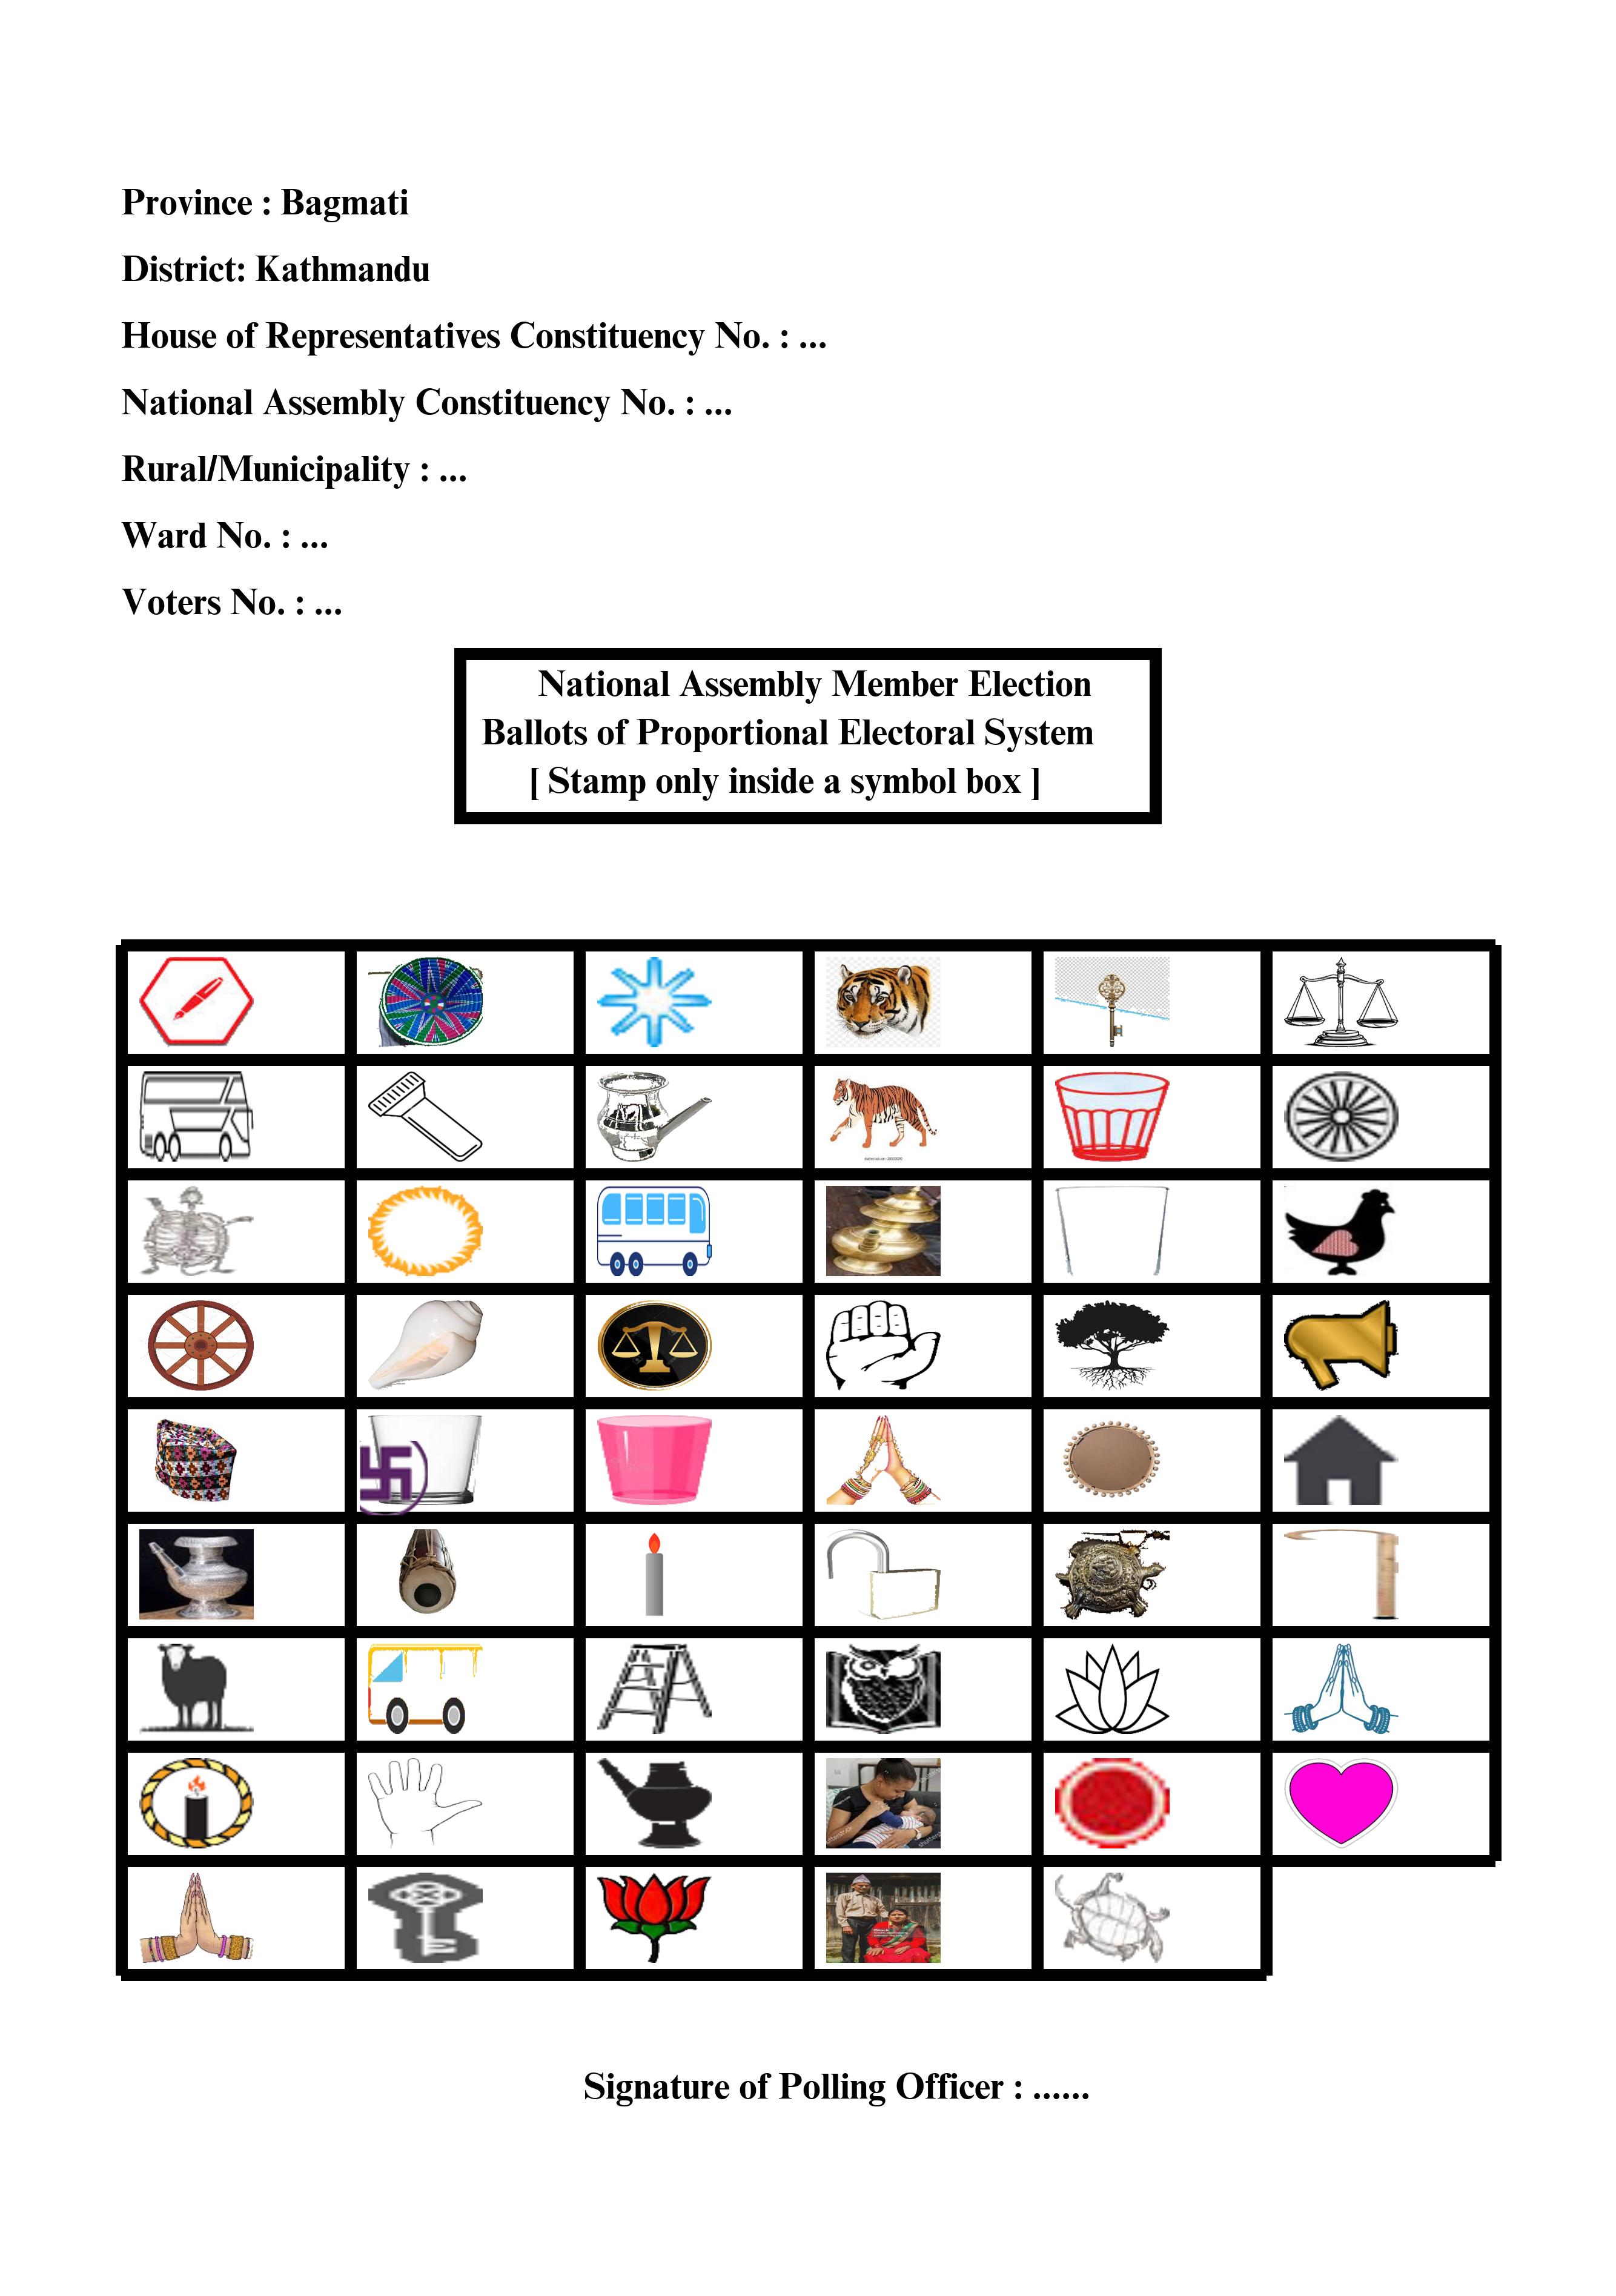 Province : Bagmati
District: Kathmandu
House of Representatives Constituency No. : ...
National Assembly Constituency No. : ...
Rural/Municipality : ...
Ward No. : ...
Voters No. : ...
National Assembly Member Election
Ballots of Proportional Electoral System
[ Stamp only inside a symbol box ]
Signature of Polling Officer : ......